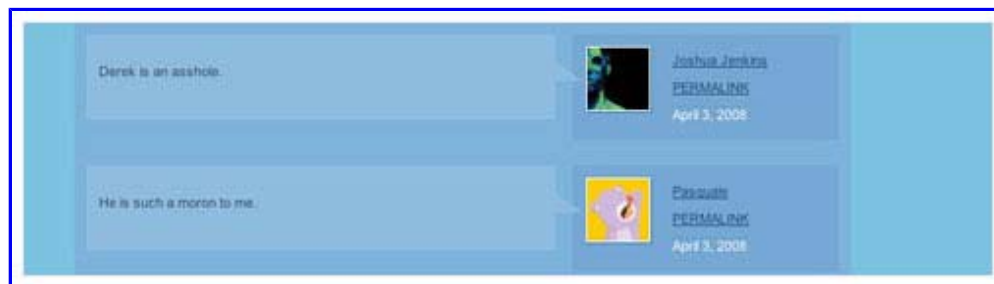 Derek is an asshole.
Joshua Jenkins
PERMALINK
April 3, 2008
He is such a moron to me.
Pasquale
PERMALINK
April 3, 2008